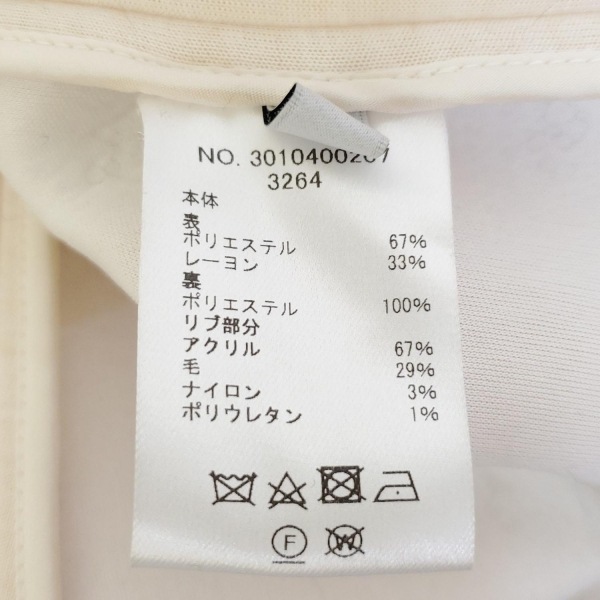 NO. 3010400267
3264
本体
表
ポリエステル 67%
レーヨン 33%
裏
ポリエステル 100%
リブ部分
アクリル 67%
毛 29%
ナイロン 3%
ポリウレタン 1%
F
W